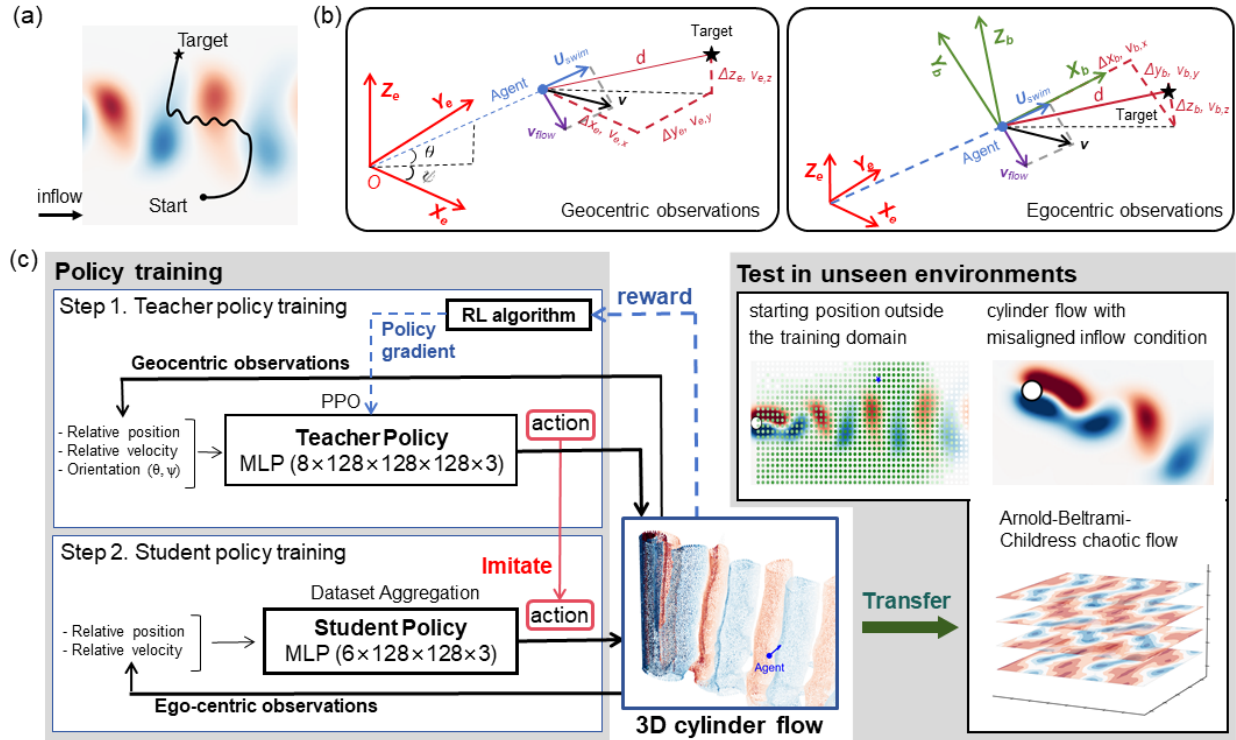 (a)
Target
Start
inflow
(b)
Target
U_swim
d
Δz_e, v_e,z
Agent
Z_e
Y_e
v
v_flow
Δx_e, v_e,x
Δy_e, v_e,y
θ
ψ
O
X_e
Geocentric observations
Z_b
Y_b
X_b
Δx_b, v_b,x
Δy_b, v_b,y
U_swim
d
Δz_b, v_b,z
Target
Agent
v
v_flow
Z_e
Y_e
X_e
Egocentric observations
(c)
Policy training
Step 1. Teacher policy training
RL algorithm
reward
Policy
gradient
Geocentric observations
PPO
- Relative position
- Relative velocity
- Orientation (θ, ψ)
Teacher Policy
MLP (8×128×128×128×3)
action
Step 2. Student policy training
Imitate
Dataset Aggregation
action
- Relative position
- Relative velocity
Student Policy
MLP (6×128×128×3)
Ego-centric observations
Agent
3D cylinder flow
Transfer
Test in unseen environments
starting position outside
the training domain
cylinder flow with
misaligned inflow condition
Arnold-Beltrami-
Childress chaotic flow